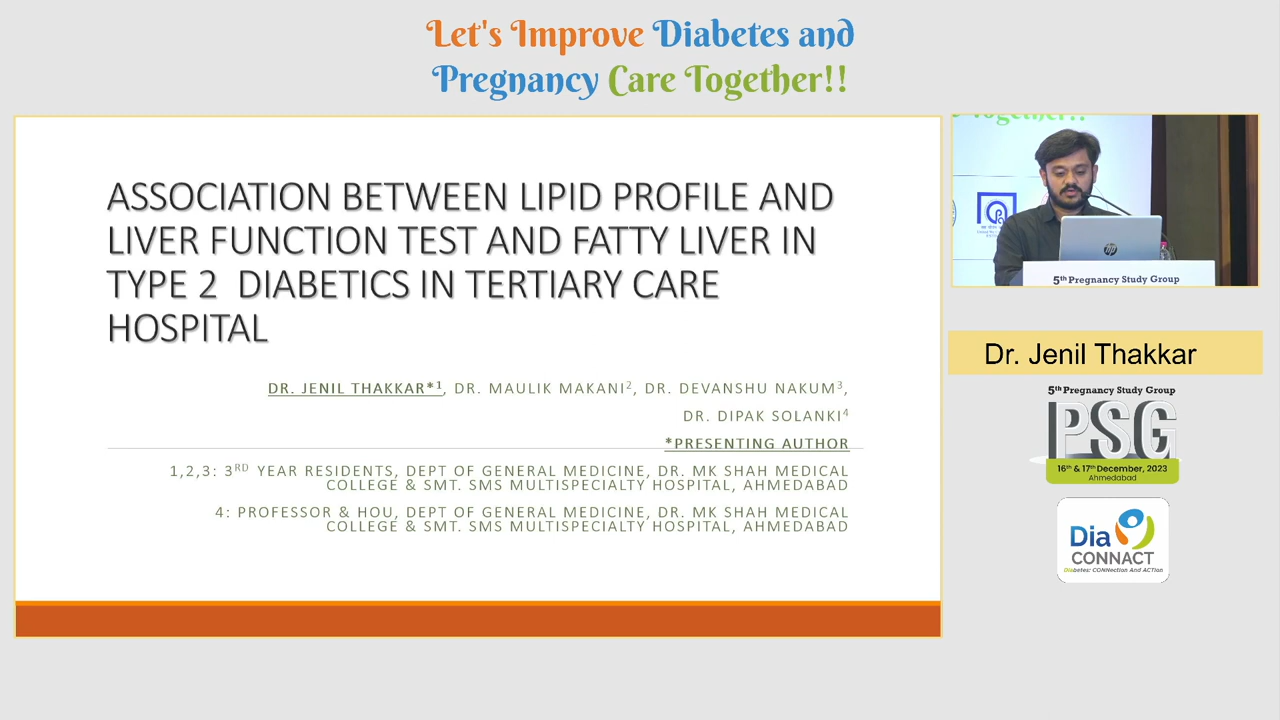 Let's Improve Diabetes and
Pregnancy Care Together!!
ASSOCIATION BETWEEN LIPID PROFILE AND
LIVER FUNCTION TEST AND FATTY LIVER IN
TYPE 2 DIABETICS IN TERTIARY CARE
HOSPITAL
DR. JENIL THAKKAR*1, DR. MAULIK MAKANI2, DR. DEVANSHU NAKUM3,
DR. DIPAK SOLANKI4
*PRESENTING AUTHOR
1,2,3: 3RD YEAR RESIDENTS, DEPT OF GENERAL MEDICINE, DR. MK SHAH MEDICAL
COLLEGE & SMT. SMS MULTISPECIALTY HOSPITAL, AHMEDABAD
4: PROFESSOR & HOU, DEPT OF GENERAL MEDICINE, DR. MK SHAH MEDICAL
COLLEGE & SMT. SMS MULTISPECIALTY HOSPITAL, AHMEDABAD
Together!!
hp
5th Pregnancy Study Group
Dr. Jenil Thakkar
5th Pregnancy Study Group
PSG
16th & 17th December, 2023
Ahmedabad
Dia
CONNACT
Diabetes: CONNection And ACTion